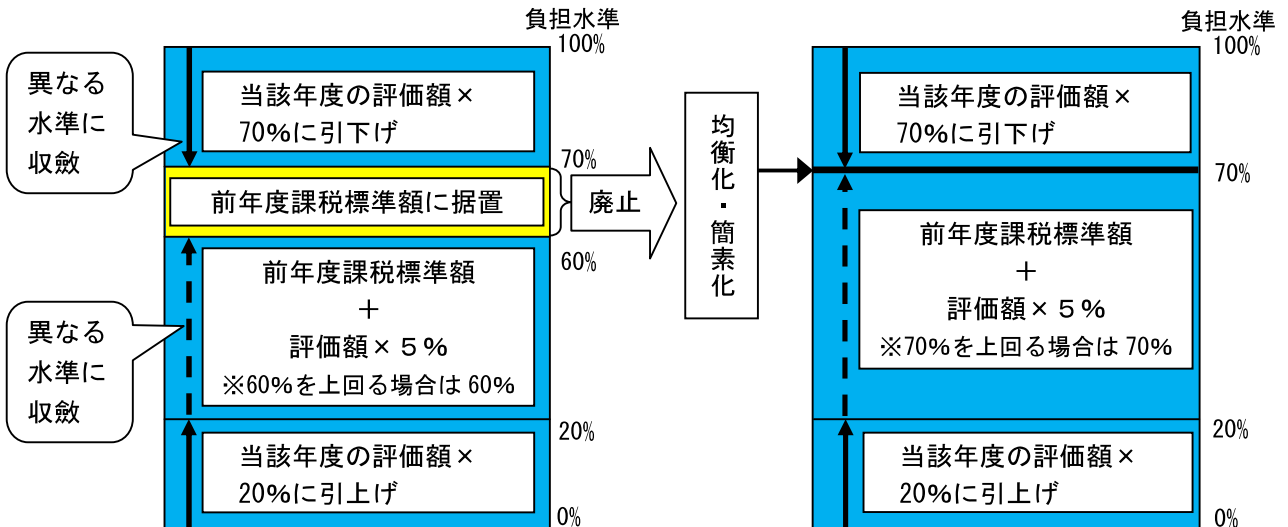 負担水準
100%
異なる
水準に
収斂
当該年度の評価額×
70%に引下げ
70%
前年度課税標準額に据置
60%
前年度課税標準額
＋
評価額×５％
※60%を上回る場合は 60%
異なる
水準に
収斂
20%
当該年度の評価額×
20%に引上げ
0%
廃止
均衡化・簡素化
負担水準
100%
当該年度の評価額×
70%に引下げ
70%
前年度課税標準額
＋
評価額×５％
※70%を上回る場合は 70%
20%
当該年度の評価額×
20%に引上げ
0%